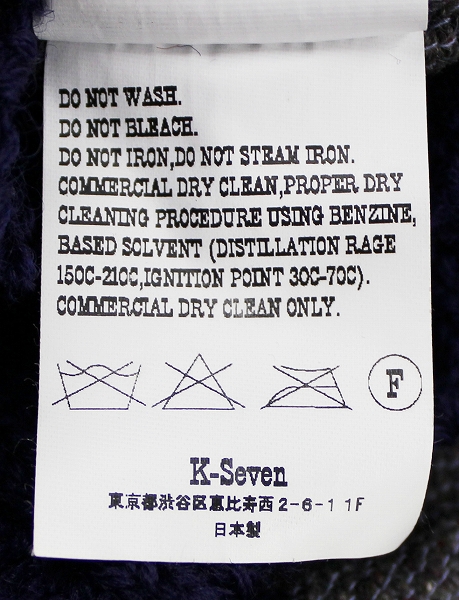 DO NOT WASH.
DO NOT BLEACH.
DO NOT IRON,DO NOT STEAM IRON.
COMMERCIAL DRY CLEAN,PROPER DRY
CLEANING PROCEDURE USING BENZINE,
BASED SOLVENT (DISTILLATION RAGE
150C-210C,IGNITION POINT 30C-70C).
COMMERCIAL DRY CLEAN ONLY.
F
K-Seven
東京都渋谷区恵比寿西2-6-11F
日本製